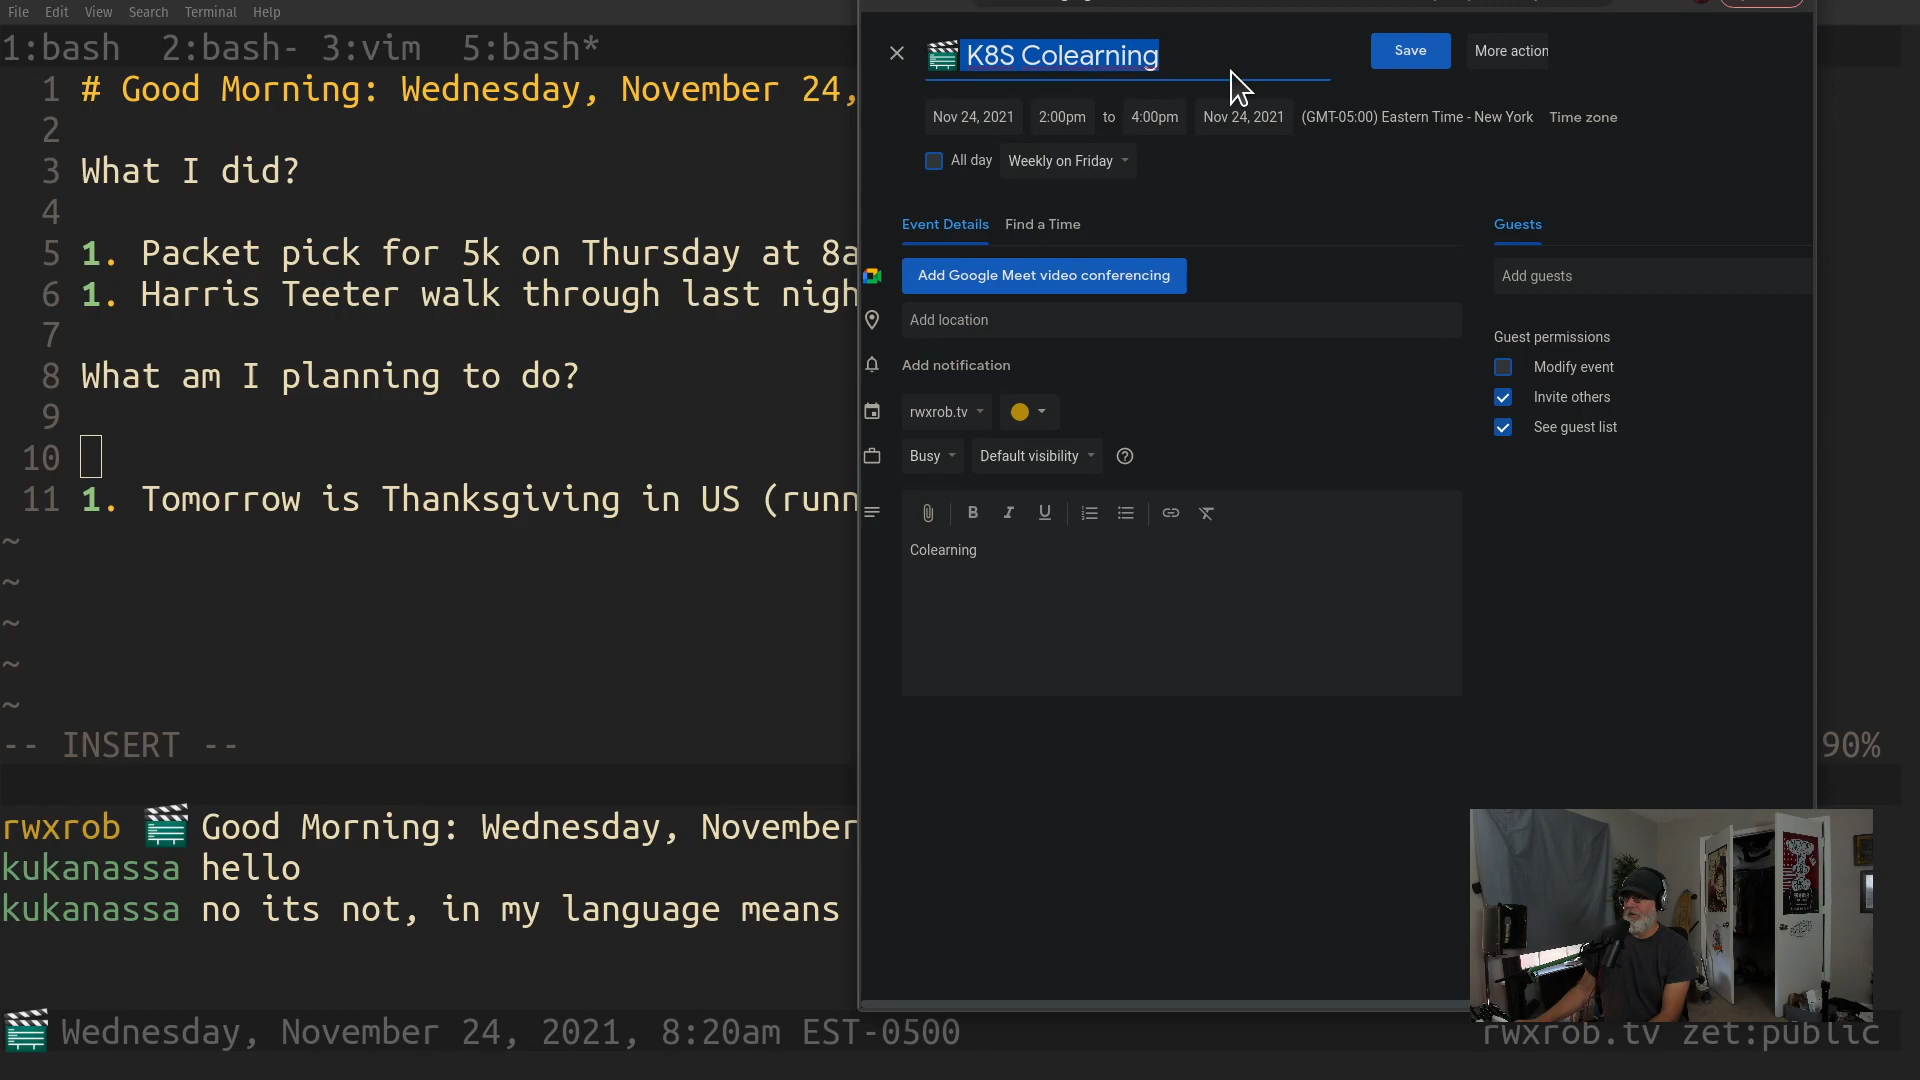 File Edit View Search Terminal Help
1:bash 2:bash- 3:vim 5:bash*
1 # Good Morning: Wednesday, November 24,
2
3 What I did?
4
5 1. Packet pick for 5k on Thursday at 8a
6 1. Harris Teeter walk through last nigh
7
8 What am I planning to do?
9
10
11 1. Tomorrow is Thanksgiving in US (runn
~
~
~
~
~
-- INSERT --
90%
rwxrob 🎬 Good Morning: Wednesday, November
kukanassa hello
kukanassa no its not, in my language means
🎬 Wednesday, November 24, 2021, 8:20am EST-0500
rwxrob.tv zet:public
🎬 K8S Colearning
Save
More action
Nov 24, 2021 2:00pm to 4:00pm Nov 24, 2021 (GMT-05:00) Eastern Time - New York Time zone
All day Weekly on Friday
Event Details Find a Time
Add Google Meet video conferencing
Add location
Add notification
rwxrob.tv
Busy Default visibility
B I U
Colearning
Guests
Add guests
Guest permissions
Modify event
Invite others
See guest list